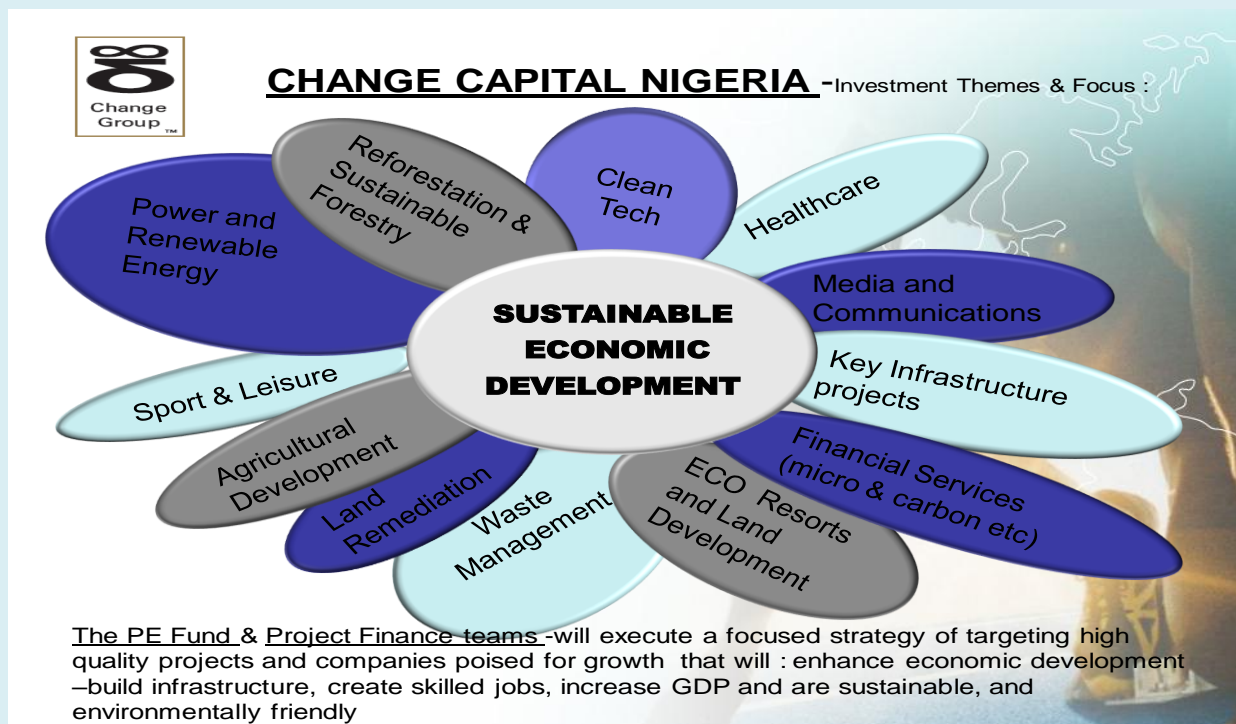 Change
Group
TM
CHANGE CAPITAL NIGERIA -Investment Themes & Focus :
Power and
Renewable
Energy
Reforestation &
Sustainable
Forestry
Clean
Tech
Healthcare
Media and
Communications
Key Infrastructure
projects
Financial Services
(micro & carbon etc)
ECO Resorts
and Land
Development
Waste
Management
Land
Remediation
Agricultural
Development
Sport & Leisure
SUSTAINABLE
ECONOMIC
DEVELOPMENT
The PE Fund & Project Finance teams -will execute a focused strategy of targeting high
quality projects and companies poised for growth that will : enhance economic development
–build infrastructure, create skilled jobs, increase GDP and are sustainable, and
environmentally friendly